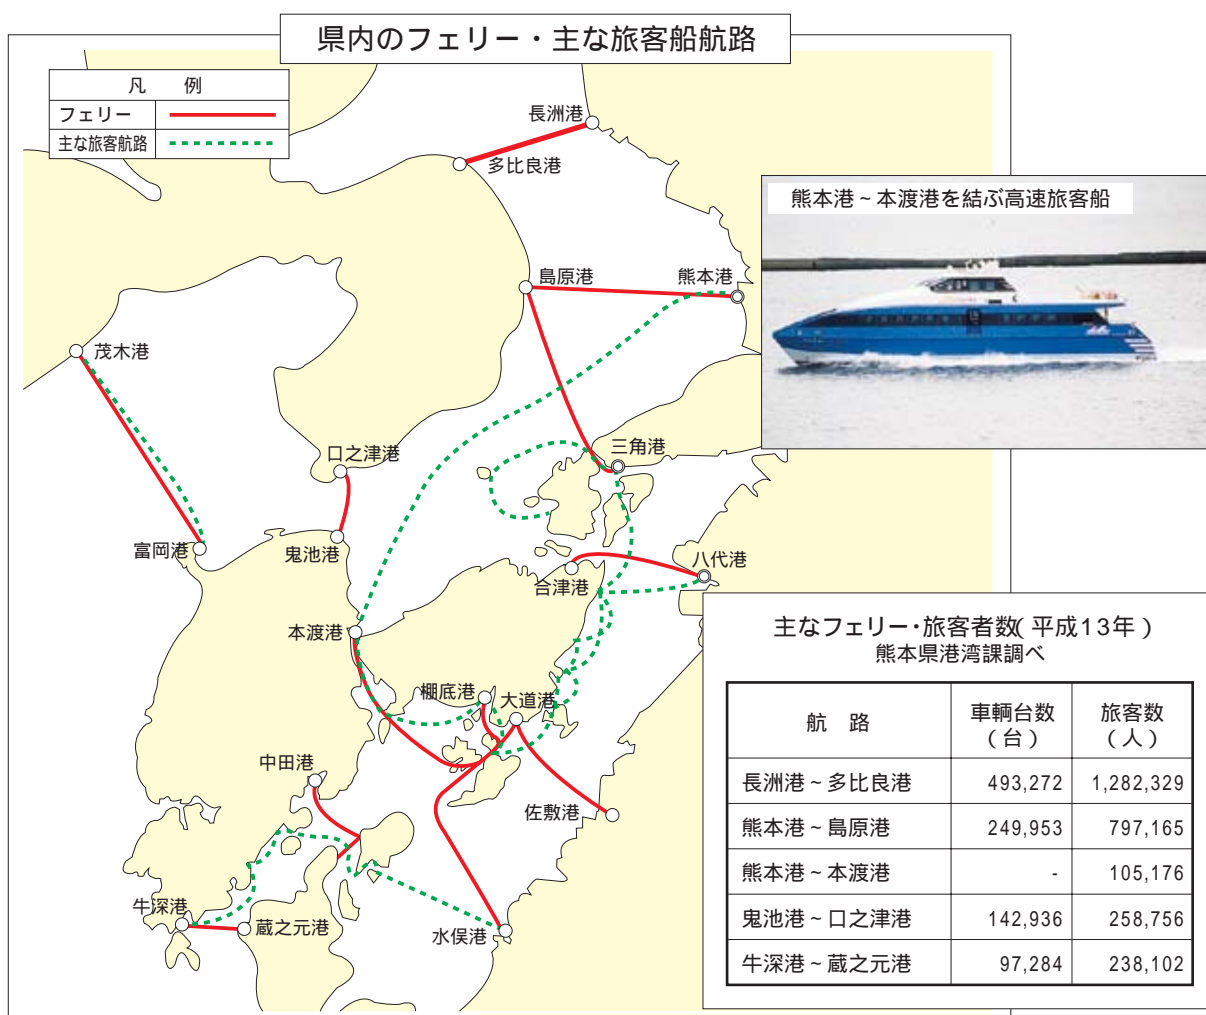 県内のフェリー・主な旅客船航路
凡　例
フェリー
主な旅客航路
長洲港
多比良港
熊本港～本渡港を結ぶ高速旅客船
島原港
熊本港
茂木港
三角港
口之津港
富岡港
鬼池港
合津港
八代港
本渡港
棚底港
大道港
中田港
佐敷港
牛深港
蔵之元港
水俣港
主なフェリー・旅客者数(平成13年)
熊本県港湾課調べ
航　路　車輌台数（台）　旅客数（人）
長洲港～多比良港　493,272　1,282,329
熊本港～島原港　249,953　797,165
熊本港～本渡港　-　105,176
鬼池港～口之津港　142,936　258,756
牛深港～蔵之元港　97,284　238,102